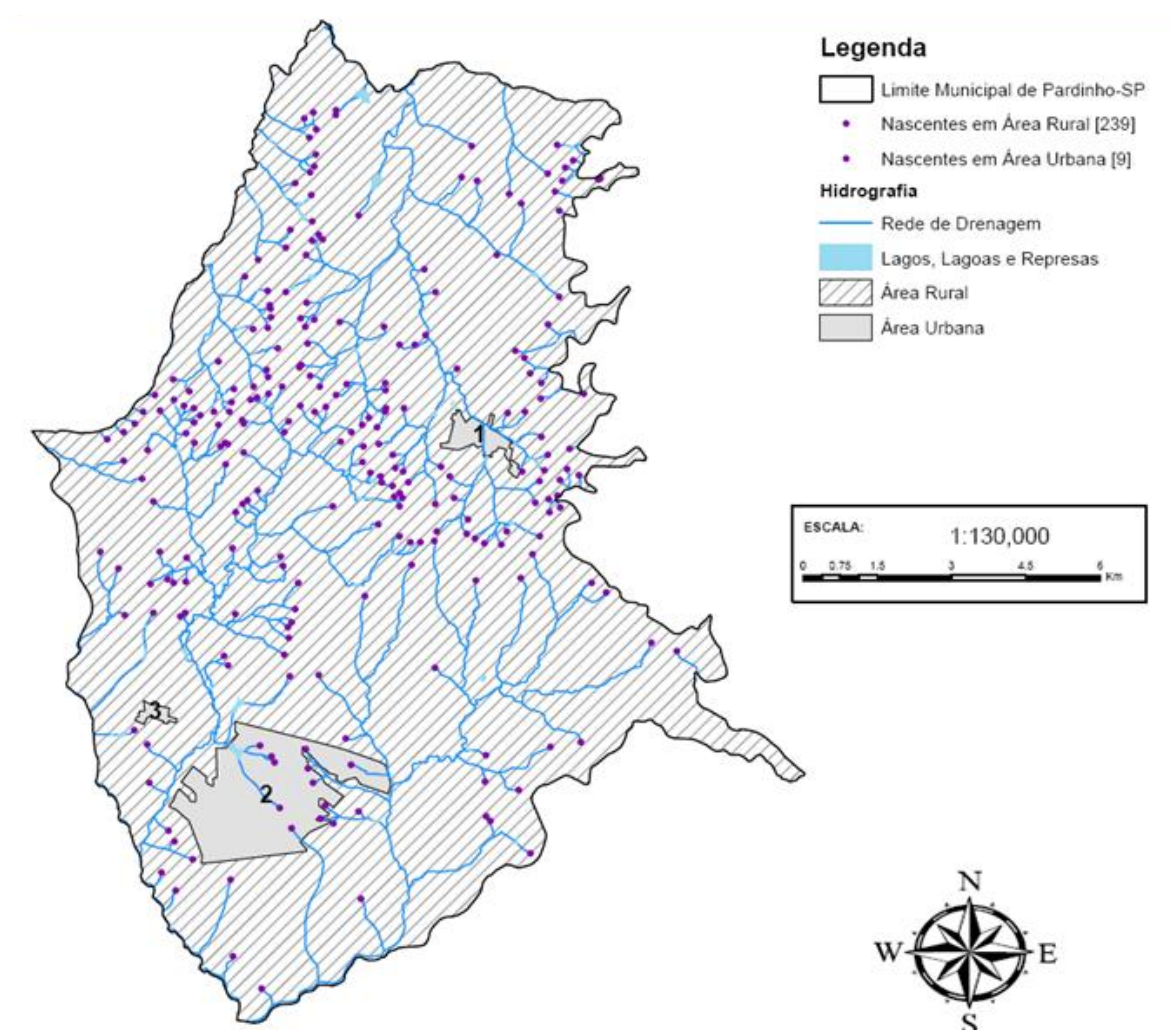 Legenda
Limite Municipal de Pardinho-SP
Nascentes em Área Rural [239]
Nascentes em Área Urbana [9]
Hidrografia
Rede de Drenagem
Lagos, Lagoas e Represas
Área Rural
Área Urbana
1
2
3
ESCALA:
1:130,000
0 0.75 1.5 3 4.5 6
Km
N
W E
S